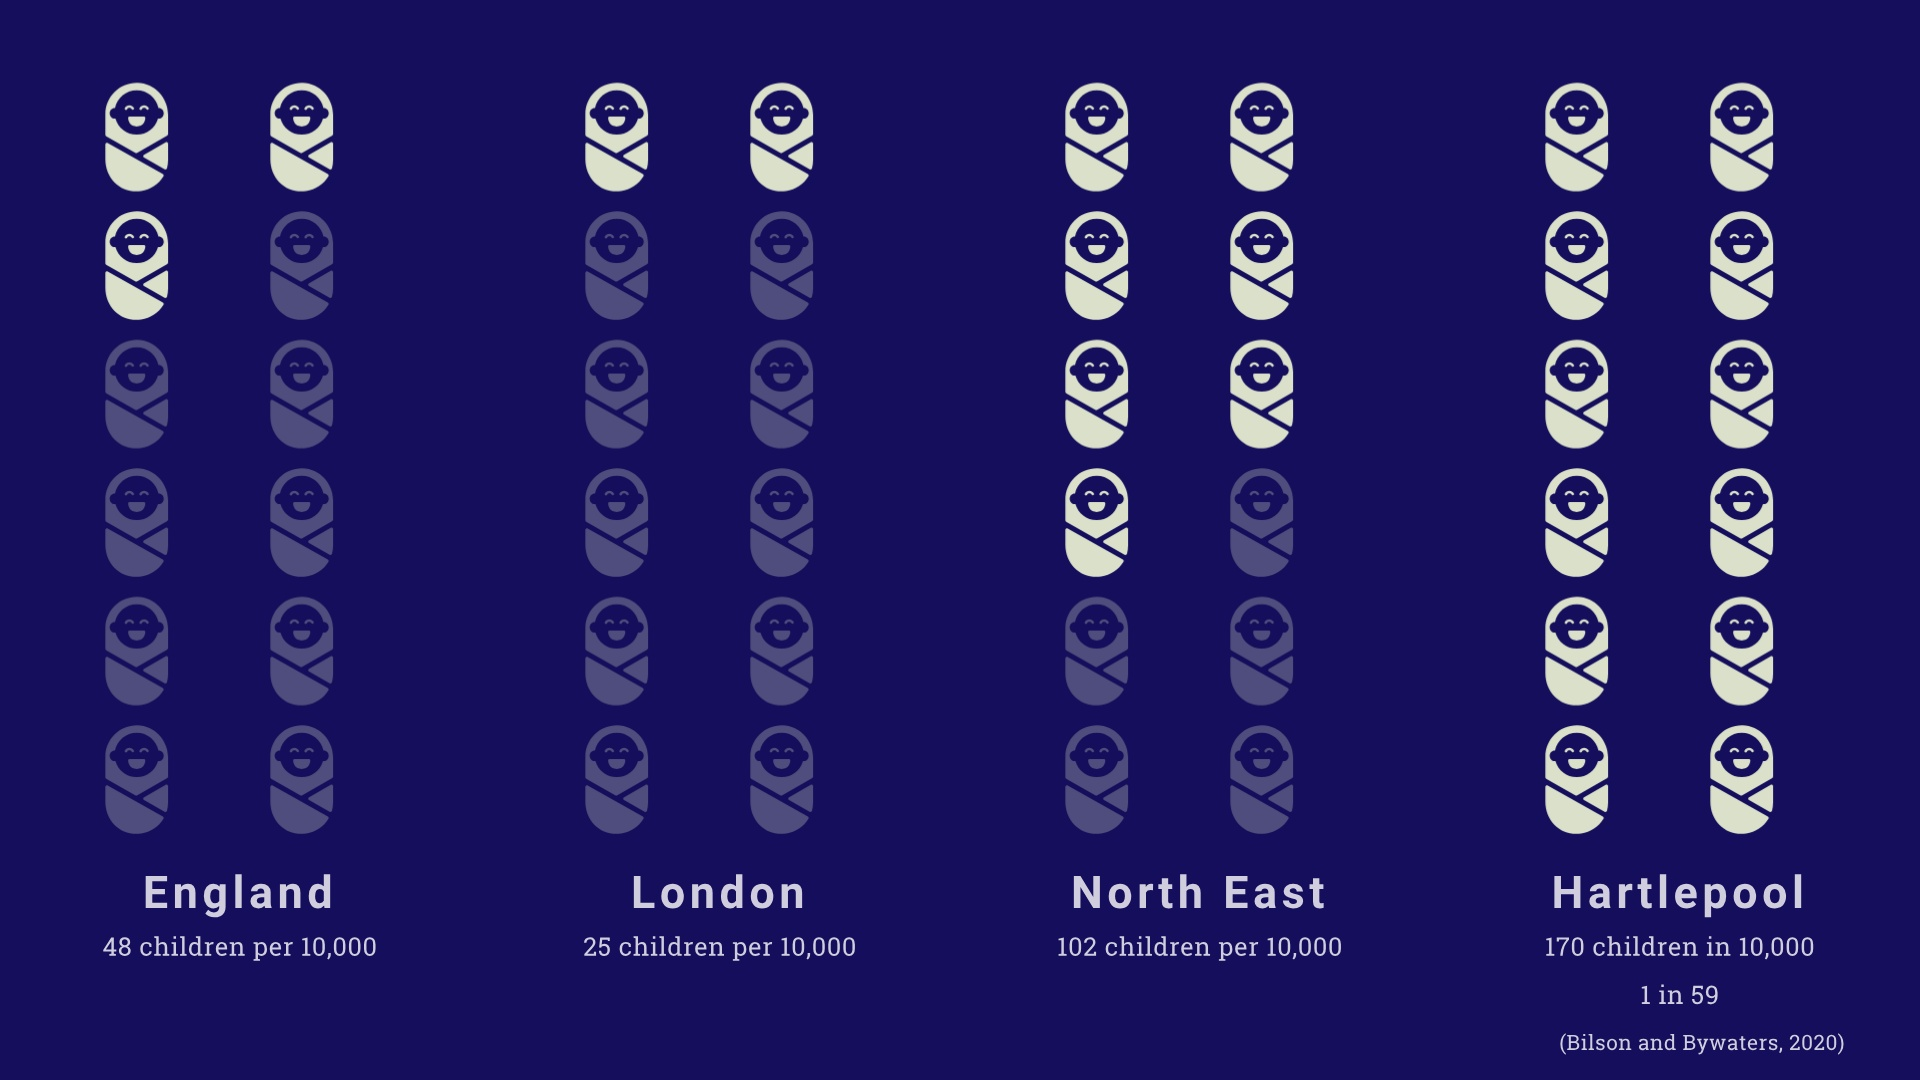 England
48 children per 10,000
London
25 children per 10,000
North East
102 children per 10,000
Hartlepool
170 children in 10,000
1 in 59
(Bilson and Bywaters, 2020)